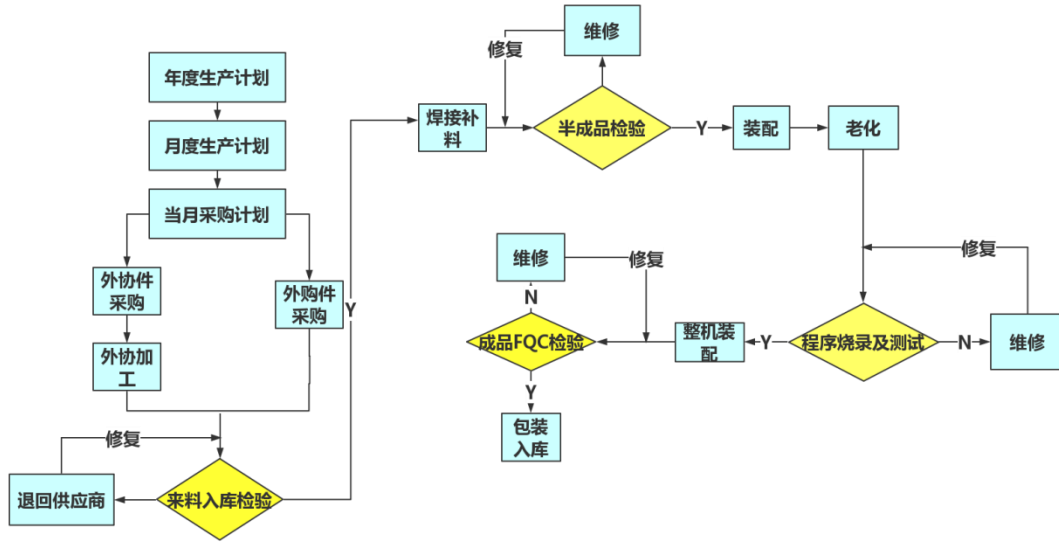 年度生产计划
月度生产计划
当月采购计划
外协件
采购
外购件
采购
外协加
工
修复
退回供应商
来料入库检验
Y
焊接补
料
修复
维修
半成品检验
Y
装配
老化
修复
维修
程序烧录及测试
N
Y
整机装
配
修复
维修
N
成品FQC检验
Y
包装
入库